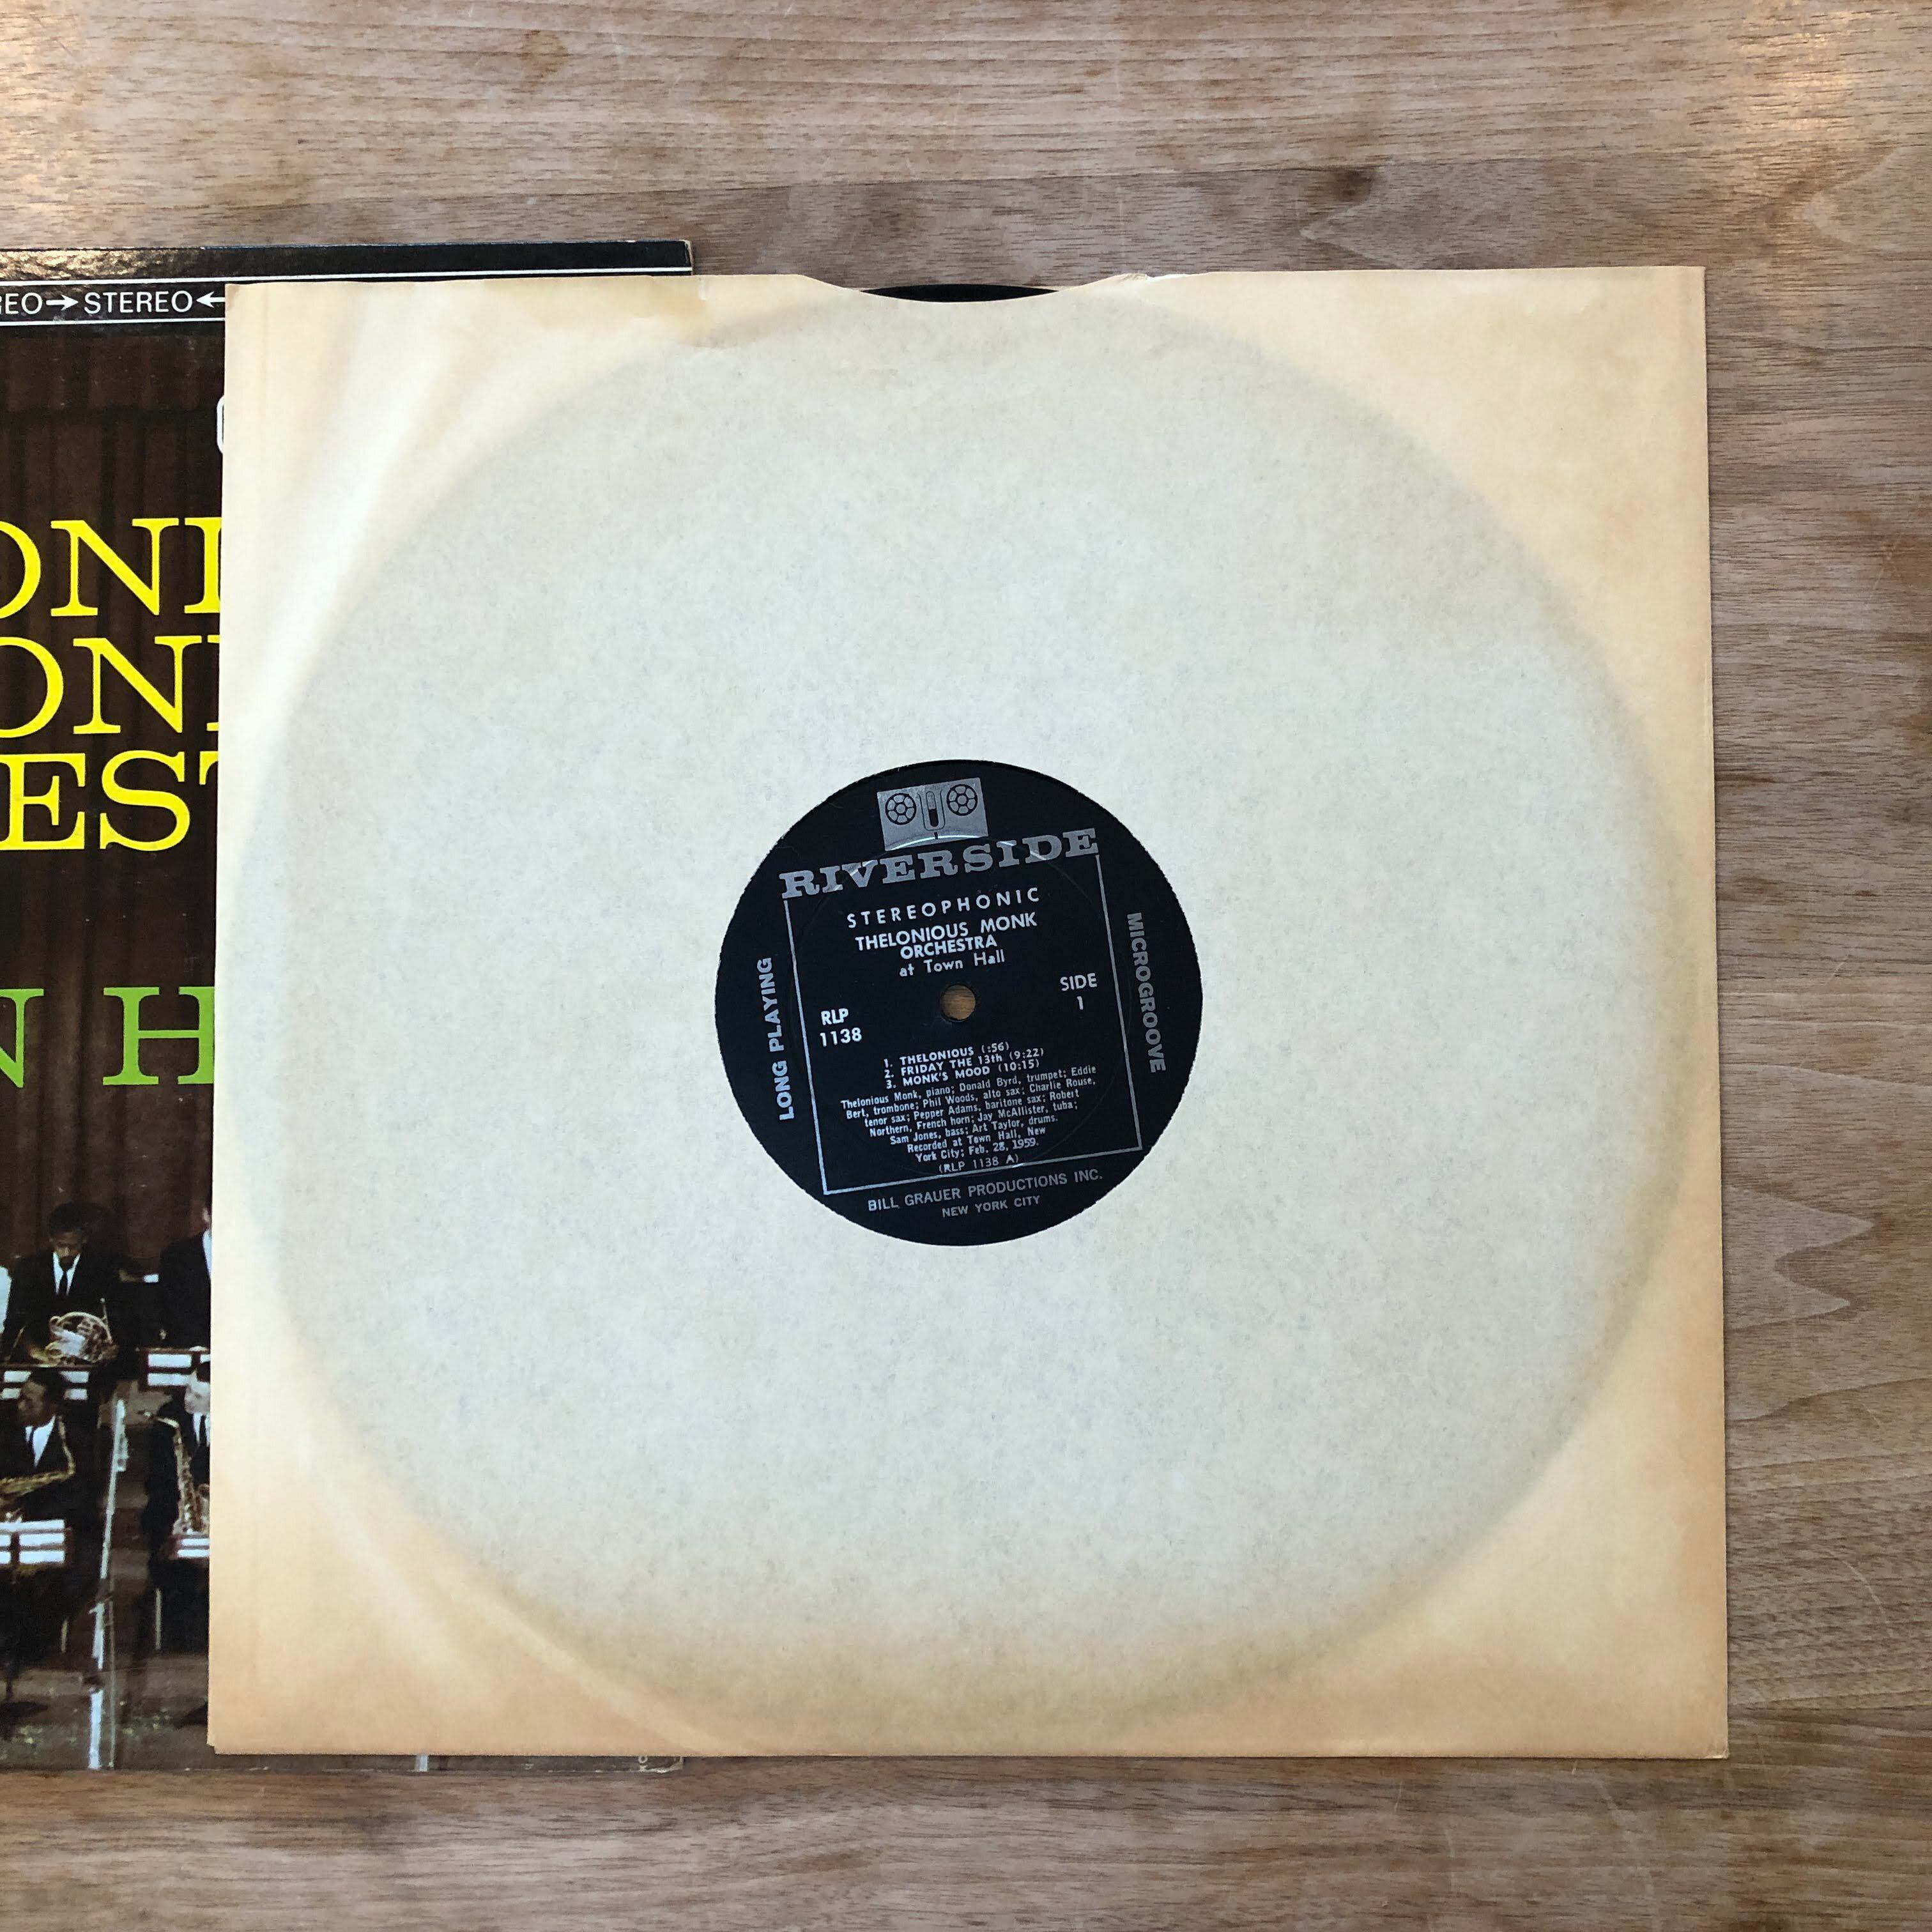 STEREO
ON
ON
EST
N H
RIVERSIDE
STEREOPHONIC
THELONIOUS MONK
ORCHESTRA
at Town Hall
SIDE
1
RLP
1138
LONG PLAYING
MICROGROOVE
1. THELONIOUS (:56)
2. FRIDAY THE 13th (9:22)
3. MONK'S MOOD (10:15)
Thelonious Monk, piano; Donald Byrd, trumpet; Eddie
Bert, trombone; Phil Woods, alto sax; Charlie Rouse,
tenor sax; Pepper Adams, baritone sax; Robert
Northern, French horn; Jay McAllister, tuba;
Sam Jones, bass; Art Taylor, drums.
Recorded at Town Hall, New
York City; Feb. 28, 1959.
(RLP 1138 A)
BILL GRAUER PRODUCTIONS INC.
NEW YORK CITY